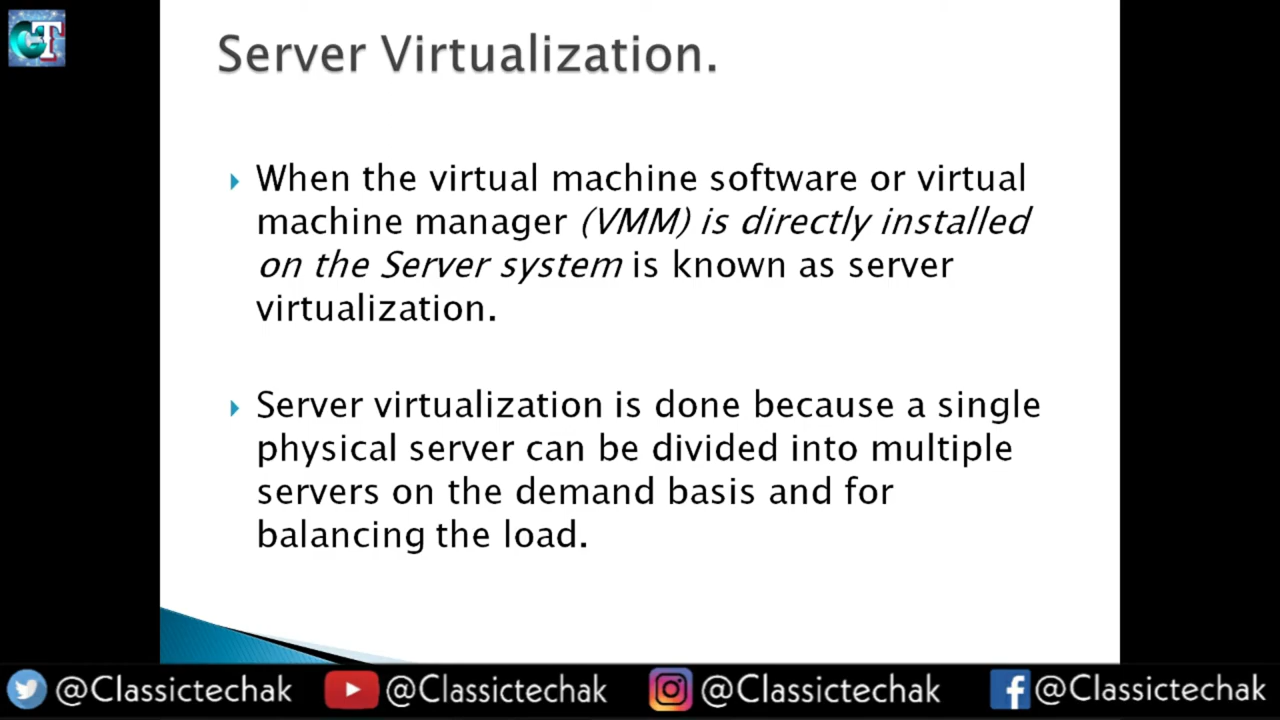 CT
Server Virtualization.
When the virtual machine software or virtual
machine manager (VMM) is directly installed
on the Server system is known as server
virtualization.
Server virtualization is done because a single
physical server can be divided into multiple
servers on the demand basis and for
balancing the load.
@Classictechak @Classictechak @Classictechak @Classictechak